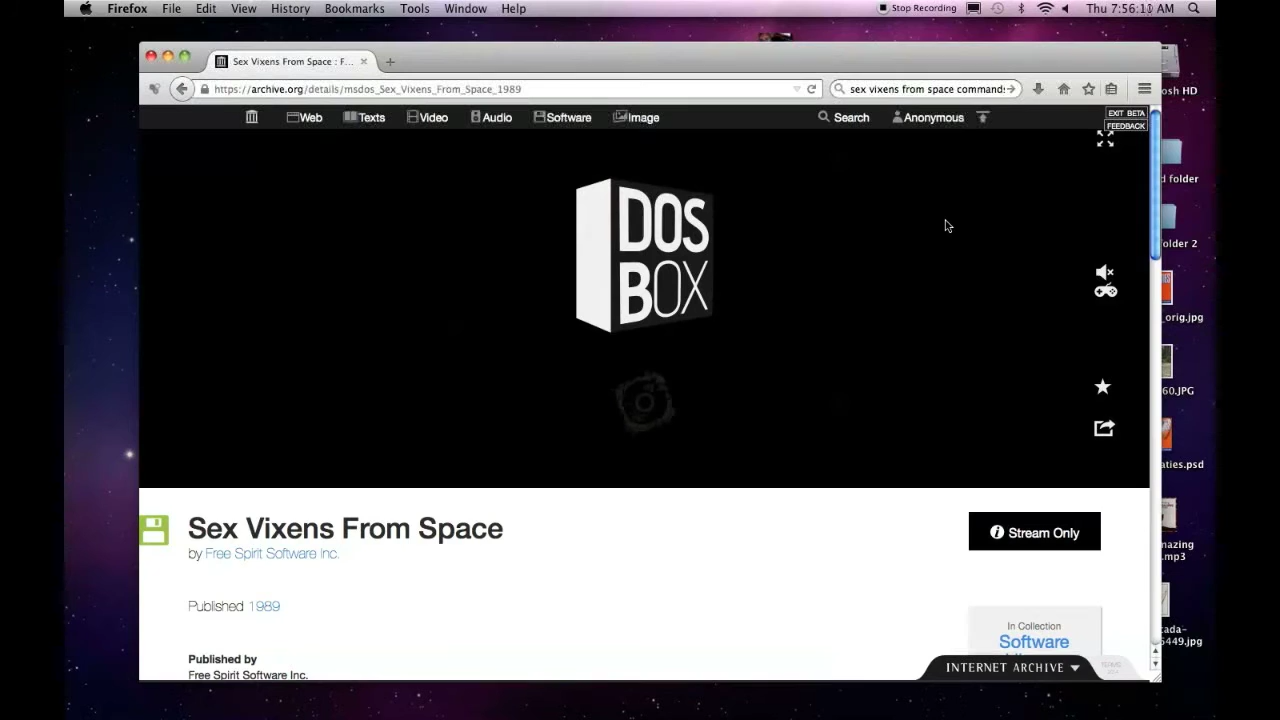 Firefox File Edit View History Bookmarks Tools Window Help Stop Recording Thu 7:56:11 AM
Sex Vixens From Space : F...
https://archive.org/details/msdos_Sex_Vixens_From_Space_1989
sex vixens from space command:
osh HD
Web Texts Video Audio Software Image Search Anonymous
EXIT BETA
FEEDBACK
d folder
DOS
BOX
older 2
_orig.jpg
60.JPG
aties.psd
Sex Vixens From Space
Stream Only
by Free Spirit Software Inc.
mazing
.mp3
Published 1989
In Collection
Software
ada-
6449.jpg
Published by
Free Spirit Software Inc.
INTERNET ARCHIVE